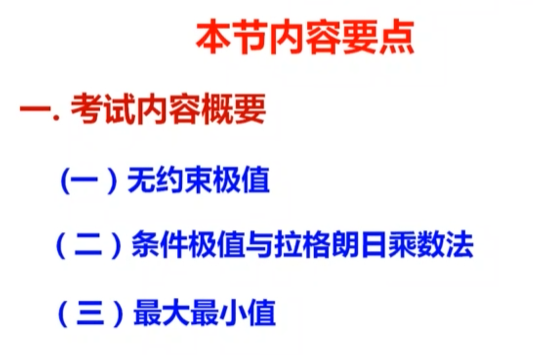 本节内容要点
一. 考试内容概要
(一）无约束极值
（二）条件极值与拉格朗日乘数法
（三）最大最小值